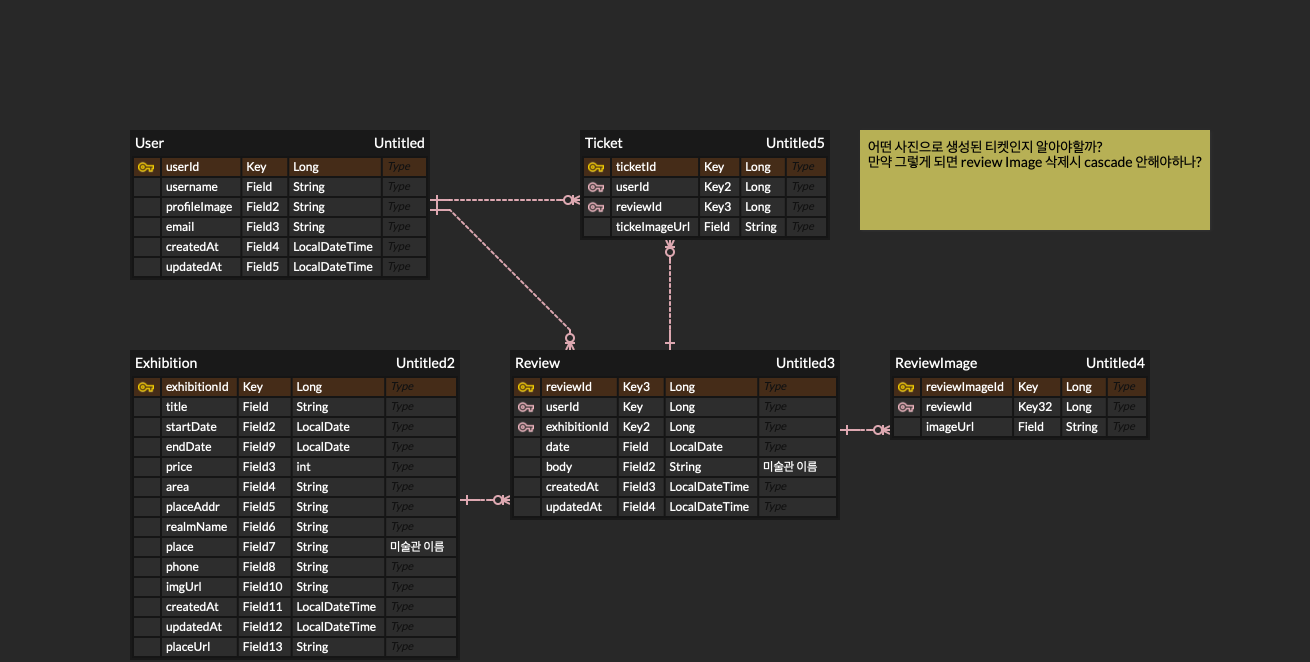 User Untitled
userId Key Long Type
username Field String Type
profileImage Field2 String Type
email Field3 String Type
createdAt Field4 LocalDateTime Type
updatedAt Field5 LocalDateTime Type
Ticket Untitled5
ticketId Key Long Type
userId Key2 Long Type
reviewId Key3 Long Type
tickeImageUrl Field String Type
어떤 사진으로 생성된 티켓인지 알아야할까?
만약 그렇게 되면 review Image 삭제시 cascade 안해야하나?
Exhibition Untitled2
exhibitionId Key Long Type
title Field String Type
startDate Field2 LocalDate Type
endDate Field9 LocalDate Type
price Field3 int Type
area Field4 String Type
placeAddr Field5 String Type
realmName Field6 String Type
place Field7 String 미술관 이름
phone Field8 String Type
imgUrl Field10 String Type
createdAt Field11 LocalDateTime Type
updatedAt Field12 LocalDateTime Type
placeUrl Field13 String Type
Review Untitled3
reviewId Key3 Long Type
userId Key Long Type
exhibitionId Key2 Long Type
date Field LocalDate Type
body Field2 String 미술관 이름
createdAt Field3 LocalDateTime Type
updatedAt Field4 LocalDateTime Type
ReviewImage Untitled4
reviewImageId Key Long Type
reviewId Key32 Long Type
imageUrl Field String Type